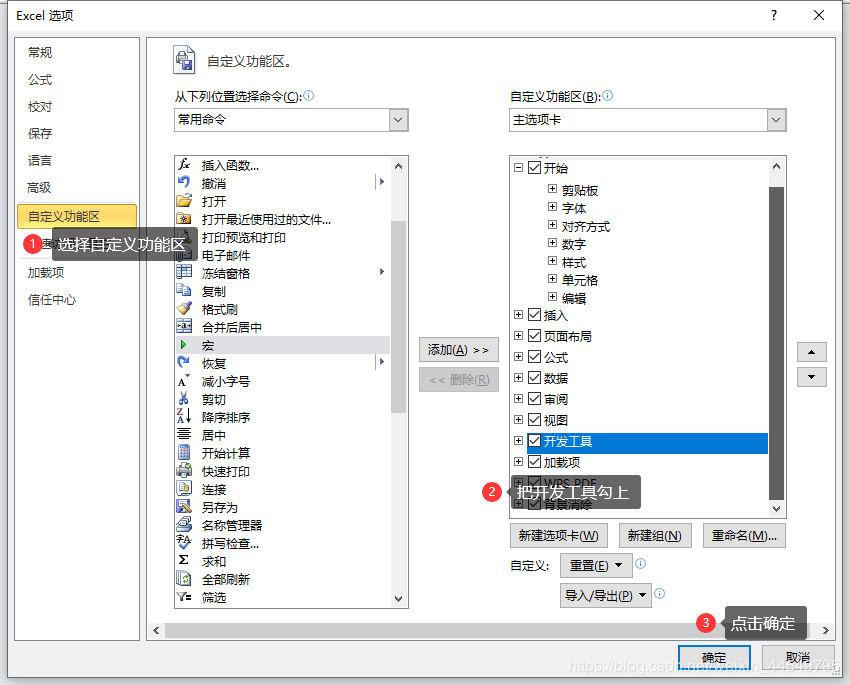 Excel 选项
?
常规
公式
校对
保存
语言
高级
自定义功能区
1 选择自定义功能区
加载项
信任中心
自定义功能区。
从下列位置选择命令(C):
常用命令
插入函数...
撤消
打开
打开最近使用过的文件...
打印预览和打印
电子邮件
冻结窗格
复制
格式刷
合并后居中
宏
恢复
减小字号
剪切
降序排序
居中
开始计算
快速打印
连接
另存为
名称管理器
拼写检查...
求和
全部刷新
筛选
添加(A) >>
<< 删除(R)
自定义功能区(B):
主选项卡
开始
剪贴板
字体
对齐方式
数字
样式
单元格
编辑
插入
页面布局
公式
数据
审阅
视图
开发工具
加载项
WPS PDF
2 把开发工具勾上
背景消除
新建选项卡(W)
新建组(N)
重命名(M)...
自定义:
重置(E)
导入/导出(P)
3 点击确定
确定
取消